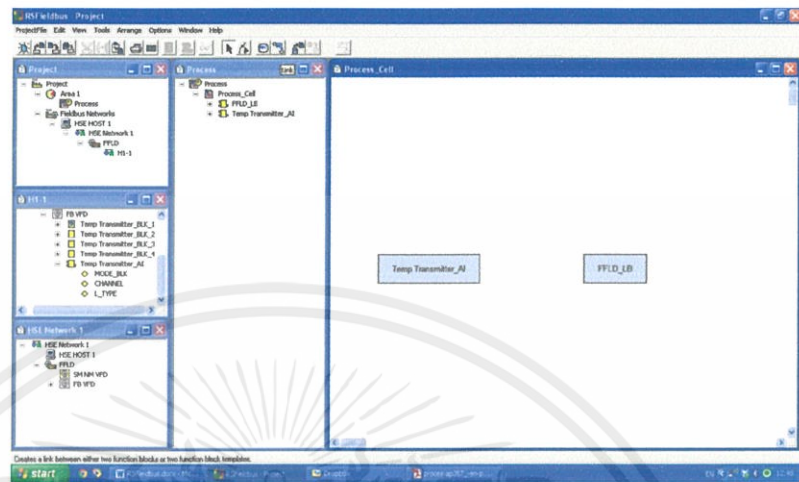 RSFieldbus - Project
ProjectFile Edit View Tools Arrange Options Window Help
Project
Project
Area 1
Process
Fieldbus Networks
HSE HOST 1
HSE Network 1
FFLD
H1-1
Process
Link
Process
Process_Cell
FFLD_LB
Temp Transmitter_AI
Process_Cell
Temp Transmitter_AI
FFLD_LB
H1-1
FB VFD
Temp Transmitter_BLK_1
Temp Transmitter_BLK_2
Temp Transmitter_BLK_3
Temp Transmitter_BLK_4
Temp Transmitter_AI
MODE_BLK
CHANNEL
L_TYPE
HSE Network 1
HSE Network 1
HSE HOST 1
FFLD
SM NM VFD
FB VFD
Creates a link between either two function blocks or two function block templates.
start